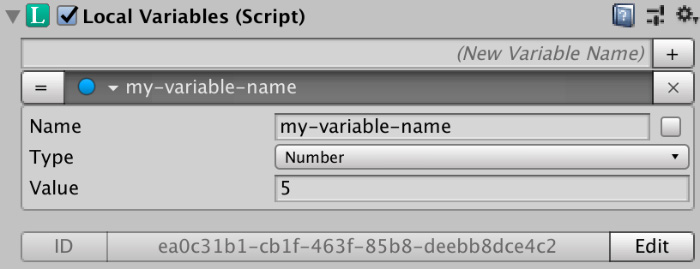 L Local Variables (Script)
(New Variable Name) +
= my-variable-name ×
Name my-variable-name
Type Number
Value 5
ID ea0c31b1-cb1f-463f-85b8-deebb8dce4c2 Edit